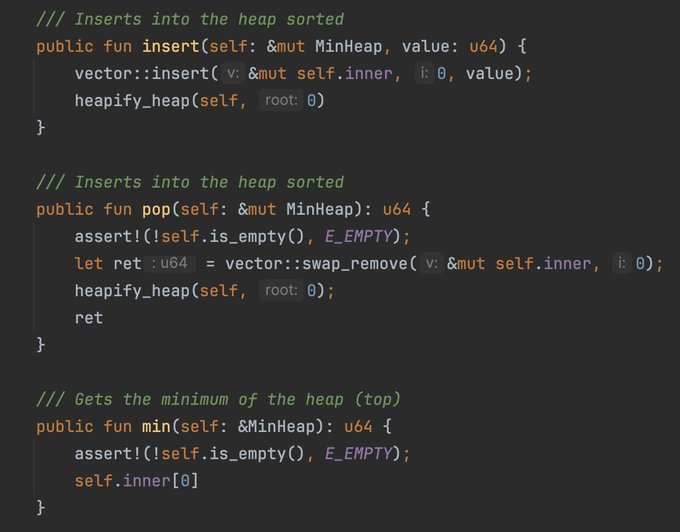 /// Inserts into the heap sorted
public fun insert(self: &mut MinHeap, value: u64) {
    vector::insert( v: &mut self.inner, i: 0, value);
    heapify_heap(self, root: 0)
}

/// Inserts into the heap sorted
public fun pop(self: &mut MinHeap): u64 {
    assert!(!self.is_empty(), E_EMPTY);
    let ret : u64 = vector::swap_remove( v: &mut self.inner, i: 0);
    heapify_heap(self, root: 0);
    ret
}

/// Gets the minimum of the heap (top)
public fun min(self: &MinHeap): u64 {
    assert!(!self.is_empty(), E_EMPTY);
    self.inner[0]
}